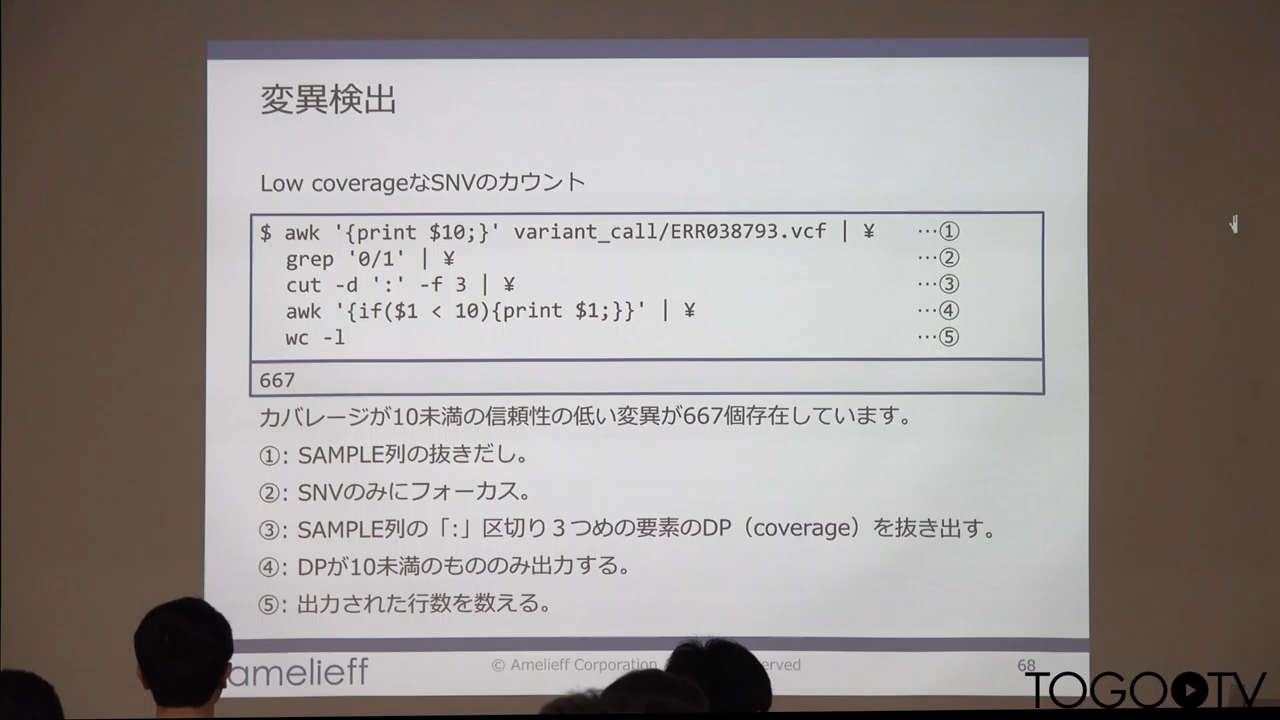 変異検出
Low coverageなSNVのカウント
$ awk '{print $10;}' variant_call/ERR038793.vcf | ¥ …①
grep '0/1' | ¥ …②
cut -d ':' -f 3 | ¥ …③
awk '{if($1 < 10){print $1;}}' | ¥ …④
wc -l …⑤
667
カバレージが10未満の信頼性の低い変異が667個存在しています。
①: SAMPLE列の抜きだし。
②: SNVのみにフォーカス。
③: SAMPLE列の「:」区切り３つめの要素のDP（coverage）を抜き出す。
④: DPが10未満のもののみ出力する。
⑤: 出力された行数を数える。
amelieff
© Amelieff Corporation
68
TOGOTV